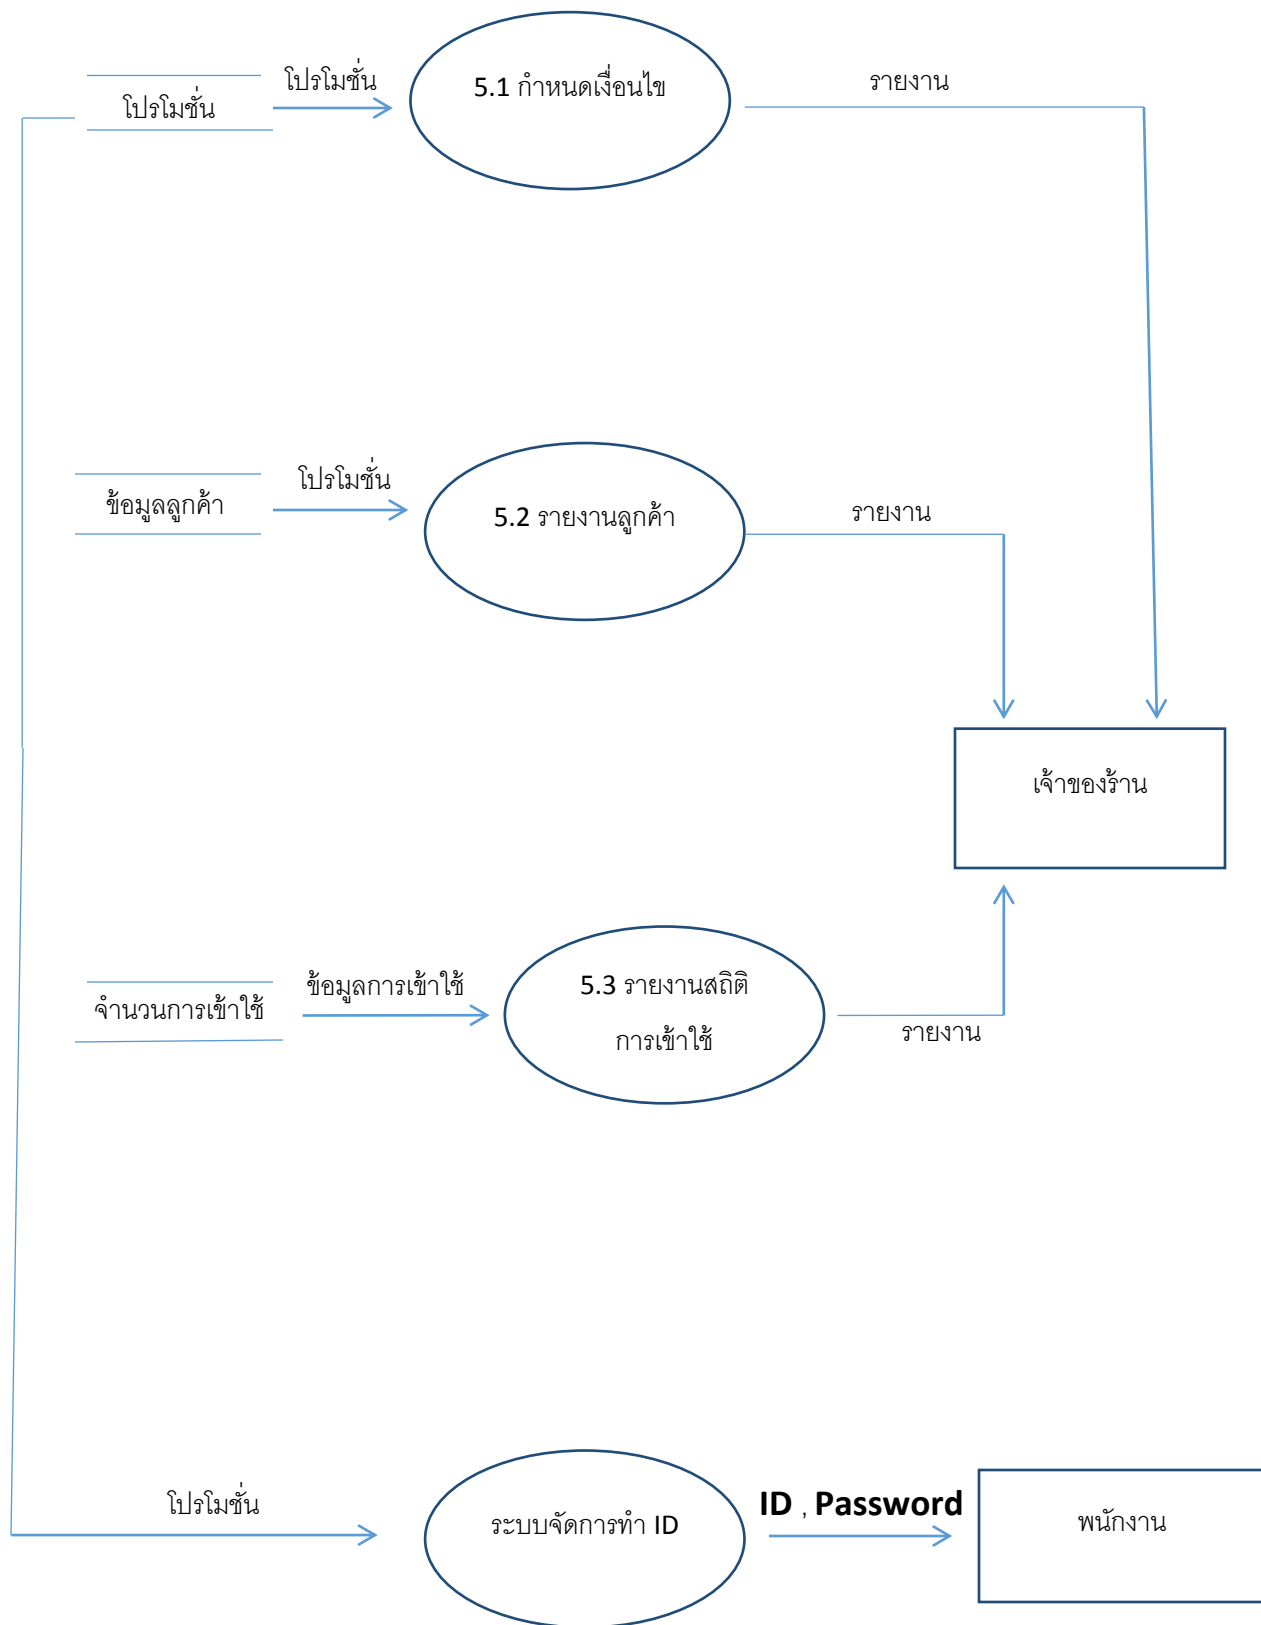 โปรโมชั่น
โปรโมชั่น
5.1 กำหนดเงื่อนไข
รายงาน
ข้อมูลลูกค้า
โปรโมชั่น
5.2 รายงานลูกค้า
รายงาน
เจ้าของร้าน
จำนวนการเข้าใช้
ข้อมูลการเข้าใช้
5.3 รายงานสถิติ
การเข้าใช้
รายงาน
โปรโมชั่น
ระบบจัดการทำ ID
ID , Password
พนักงาน